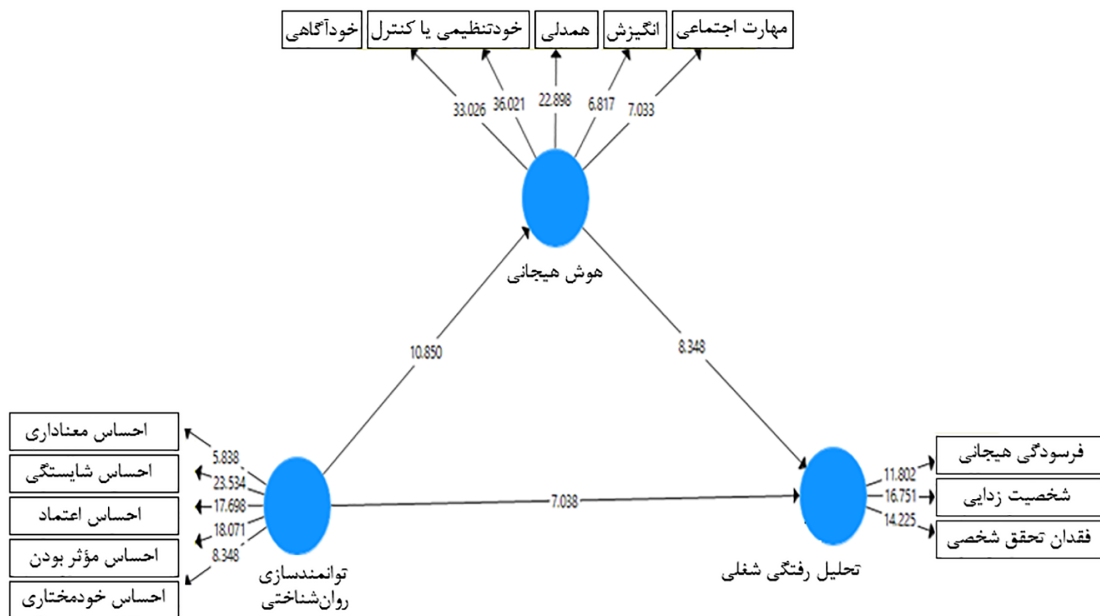 مهارت اجتماعی
انگیزش
همدلی
خودتنظیمی یا کنترل
خودآگاهی
33.026
36.021
22.898
6.817
7.033
هوش هیجانی
10.850
8.348
7.038
احساس معناداری
احساس شایستگی
احساس اعتماد
احساس مؤثر بودن
احساس خودمختاری
5.838
23.534
17.698
18.071
8.348
توانمندسازی
روان‌شناختی
تحلیل رفتگی شغلی
11.802
16.751
14.225
فرسودگی هیجانی
شخصیت زدایی
فقدان تحقق شخصی